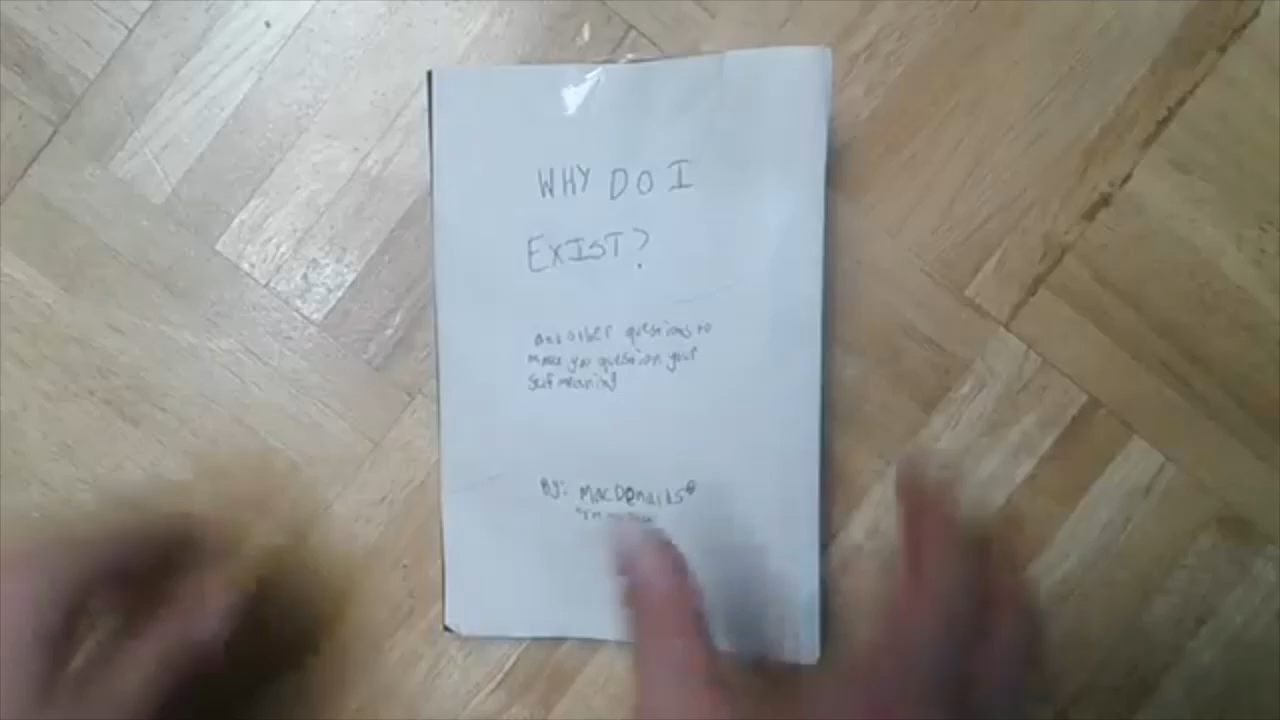 WHY DO I
EXIST?
and other questions to
make you question your
self meaning
By: MacDonalds®